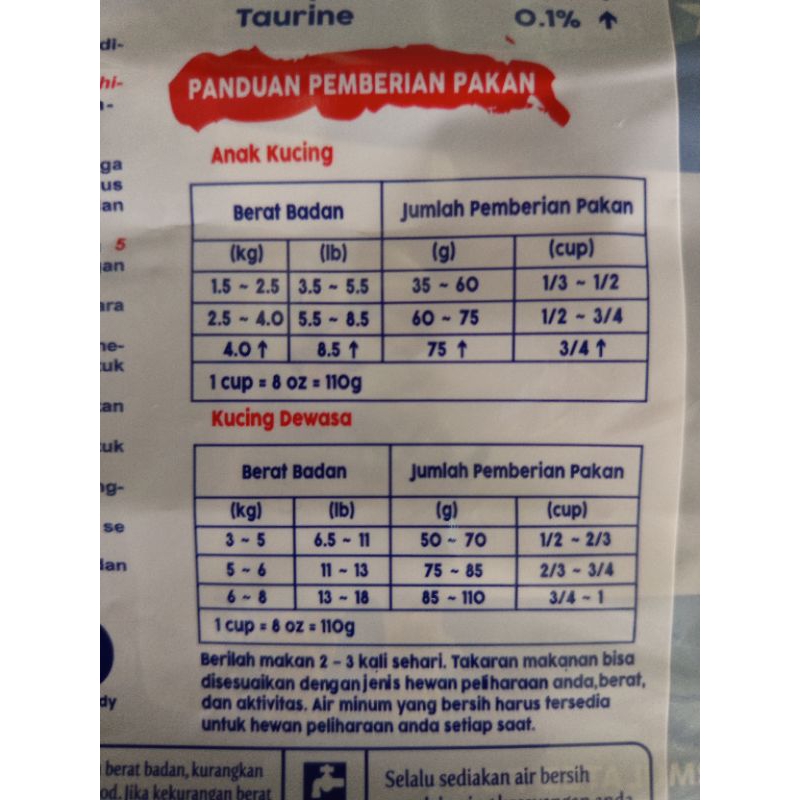 Taurine 0.1% ↑
PANDUAN PEMBERIAN PAKAN
Anak Kucing
Berat Badan Jumlah Pemberian Pakan
(kg) (lb) (g) (cup)
1.5 ~ 2.5 3.5 ~ 5.5 35 ~ 60 1/3 ~ 1/2
2.5 ~ 4.0 5.5 ~ 8.5 60 ~ 75 1/2 ~ 3/4
4.0 ↑ 8.5 ↑ 75 ↑ 3/4 ↑
1 cup = 8 oz = 110g
Kucing Dewasa
Berat Badan Jumlah Pemberian Pakan
(kg) (lb) (g) (cup)
3 ~ 5 6.5 ~ 11 50 ~ 70 1/2 ~ 2/3
5 ~ 6 11 ~ 13 75 ~ 85 2/3 ~ 3/4
6 ~ 8 13 ~ 18 85 ~ 110 3/4 ~ 1
1 cup = 8 oz = 110g
Berilah makan 2 - 3 kali sehari. Takaran makanan bisa
disesuaikan dengan jenis hewan peliharaan anda,berat,
dan aktivitas. Air minum yang bersih harus tersedia
untuk hewan peliharaan anda setiap saat.
berat badan, kurangkan
od. Jika kekurangan berat
Selalu sediakan air bersih